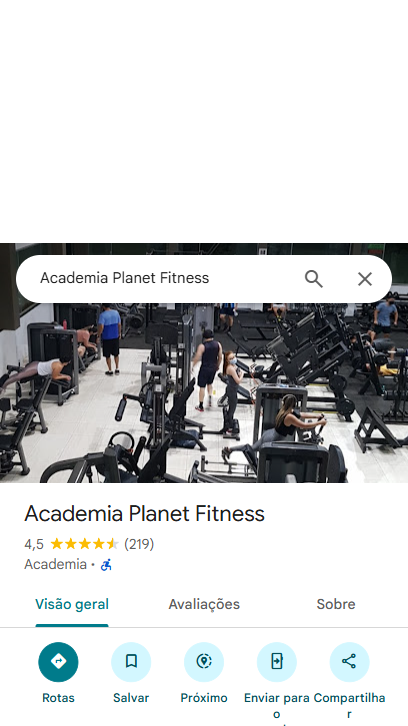 Academia Planet Fitness
Academia Planet Fitness
4,5 (219)
Academia ·
Visão geral Avaliações Sobre
Rotas Salvar Próximo Enviar para Compartilha
o r